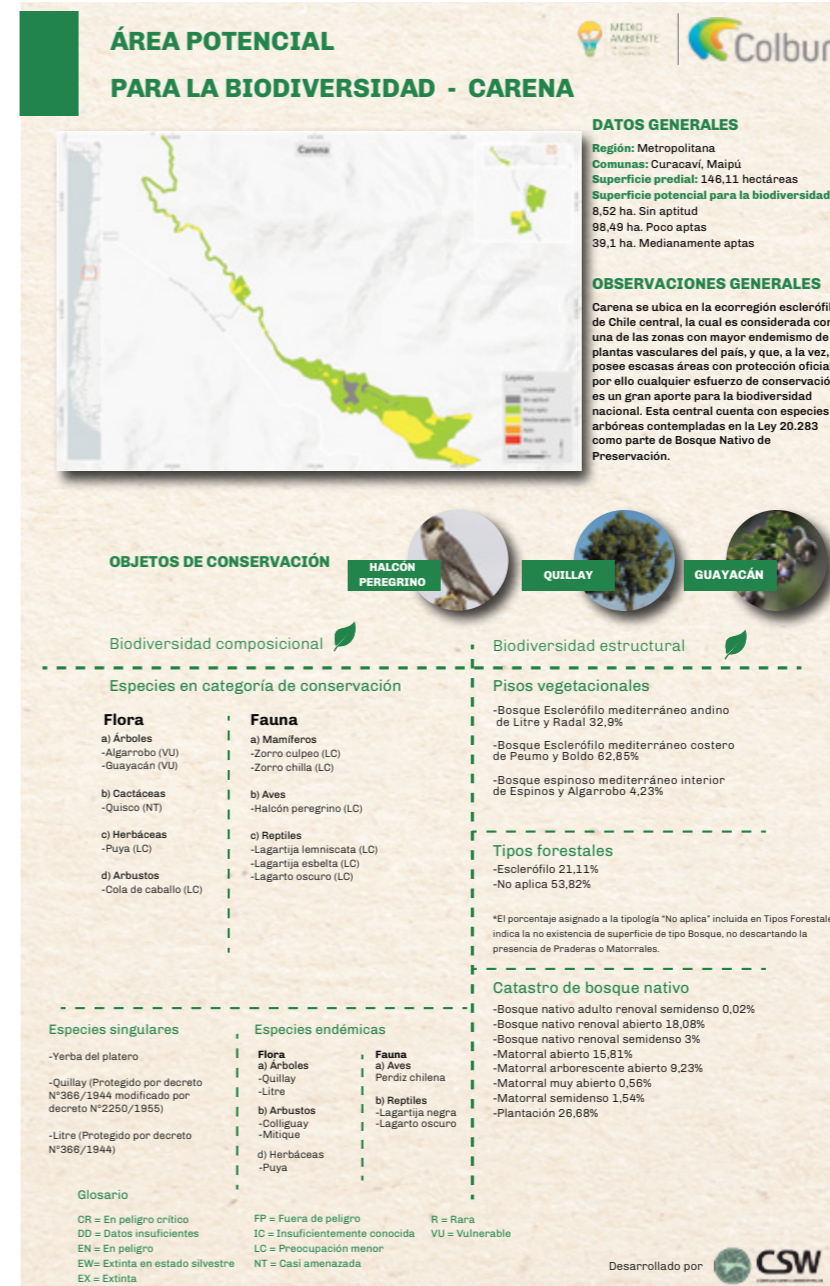 ÁREA POTENCIAL
PARA LA BIODIVERSIDAD - CARENA
MEDIO
AMBIENTE
Colbun
Carena
Leyenda
Límite predial
Sin aptitud
Poco apto
Medianamente apto
Apto
Muy apto
DATOS GENERALES
Región: Metropolitana
Comunas: Curacaví, Maipú
Superficie predial: 146,11 hectáreas
Superficie potencial para la biodiversidad
8,52 ha. Sin aptitud
98,49 ha. Poco aptas
39,1 ha. Medianamente aptas
OBSERVACIONES GENERALES
Carena se ubica en la ecorregión esclerófil
de Chile central, la cual es considerada con
una de las zonas con mayor endemismo de
plantas vasculares del país, y que, a la vez,
posee escasas áreas con protección oficial
por ello cualquier esfuerzo de conservació
es un gran aporte para la biodiversidad
nacional. Esta central cuenta con especies
arbóreas contempladas en la Ley 20.283
como parte de Bosque Nativo de
Preservación.
OBJETOS DE CONSERVACIÓN
HALCÓN
PEREGRINO
QUILLAY
GUAYACÁN
Biodiversidad composicional
Especies en categoría de conservación
Flora
a) Árboles
-Algarrobo (VU)
-Guayacán (VU)
b) Cactáceas
-Quisco (NT)
c) Herbáceas
-Puya (LC)
d) Arbustos
-Cola de caballo (LC)
Fauna
a) Mamíferos
-Zorro culpeo (LC)
-Zorro chilla (LC)
b) Aves
-Halcón peregrino (LC)
c) Reptiles
-Lagartija lemniscata (LC)
-Lagartija esbelta (LC)
-Lagarto oscuro (LC)
Biodiversidad estructural
Pisos vegetacionales
-Bosque Esclerófilo mediterráneo andino
de Litre y Radal 32,9%
-Bosque Esclerófilo mediterráneo costero
de Peumo y Boldo 62,85%
-Bosque espinoso mediterráneo interior
de Espinos y Algarrobo 4,23%
Tipos forestales
-Esclerófilo 21,11%
-No aplica 53,82%
*El porcentaje asignado a la tipología "No aplica" incluida en Tipos Forestale
indica la no existencia de superficie de tipo Bosque, no descartando la
presencia de Praderas o Matorrales.
Catastro de bosque nativo
-Bosque nativo adulto renoval semidenso 0,02%
-Bosque nativo renoval abierto 18,08%
-Bosque nativo renoval semidenso 3%
-Matorral abierto 15,81%
-Matorral arborescente abierto 9,23%
-Matorral muy abierto 0,56%
-Matorral semidenso 1,54%
-Plantación 26,68%
Especies singulares
-Yerba del platero
-Quillay (Protegido por decreto
N°366/1944 modificado por
decreto N°2250/1955)
-Litre (Protegido por decreto
N°366/1944)
Especies endémicas
Flora
a) Árboles
-Quillay
-Litre
b) Arbustos
-Colliguay
-Mitique
d) Herbáceas
-Puya
Fauna
a) Aves
Perdiz chilena
b) Reptiles
-Lagartija negra
-Lagarto oscuro
Glosario
CR = En peligro crítico
DD = Datos insuficientes
EN = En peligro
EW= Extinta en estado silvestre
EX = Extinta
FP = Fuera de peligro
IC = Insuficientemente conocida
LC = Preocupación menor
NT = Casi amenazada
R = Rara
VU = Vulnerable
Desarrollado por
CSW